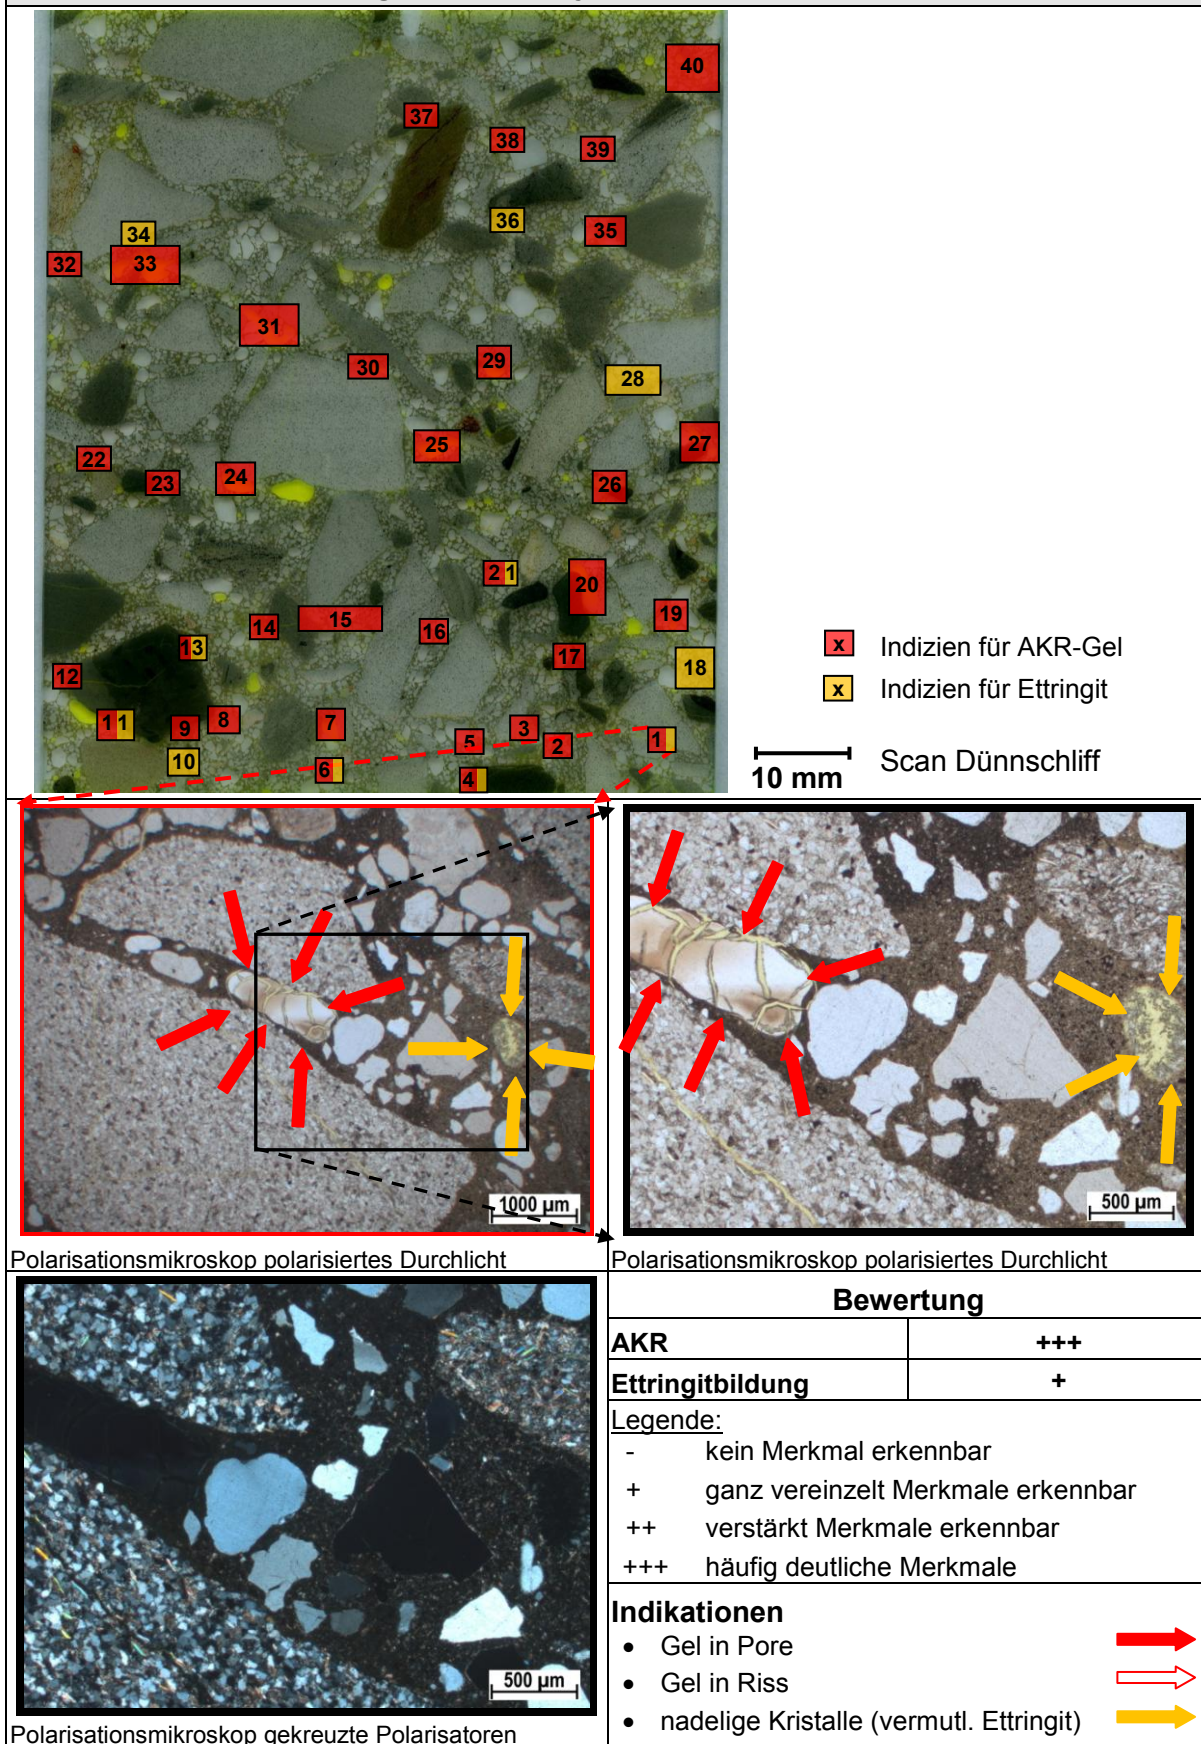 40
37
38
39
36
35
34
33
32
31
30
29
28
27
25
22
23
24
26
2 1
20
15
14
16
19
13
17
18
12
11
9
8
7
5
3
2
1
10
6
4
x Indizien für AKR-Gel
x Indizien für Ettringit
10 mm Scan Dünnschliff
1000 µm
500 µm
Polarisationsmikroskop polarisiertes Durchlicht
Polarisationsmikroskop polarisiertes Durchlicht
500 µm
Polarisationsmikroskop gekreuzte Polarisatoren
Bewertung
AKR +++
Ettringitbildung +
Legende:
- kein Merkmal erkennbar
+ ganz vereinzelt Merkmale erkennbar
++ verstärkt Merkmale erkennbar
+++ häufig deutliche Merkmale
Indikationen
• Gel in Pore
• Gel in Riss
• nadelige Kristalle (vermutl. Ettringit)